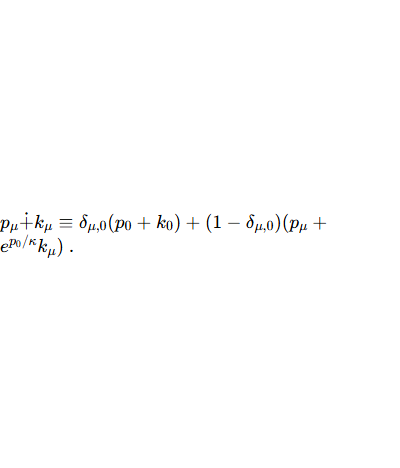 p_μ ∔ k_μ ≡ δ_{μ,0}(p_0 + k_0) + (1 − δ_{μ,0})(p_μ +
e^{p_0/κ}k_μ) .